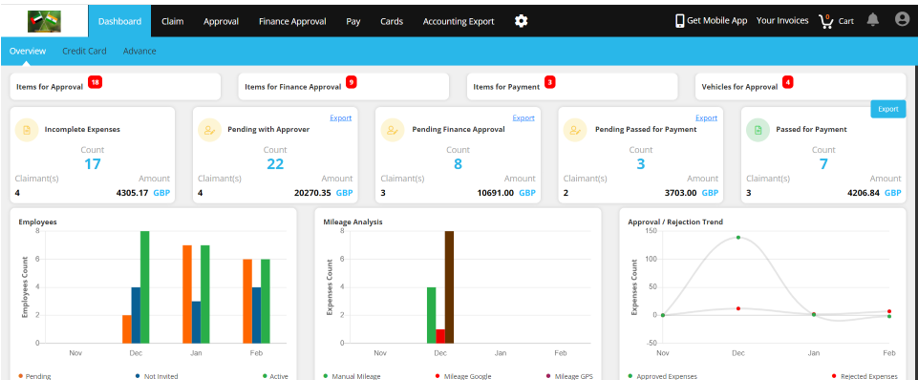 Dashboard Claim Approval Finance Approval Pay Cards Accounting Export Get Mobile App Your Invoices 0 Cart
Overview Credit Card Advance
Items for Approval 18 Items for Finance Approval 9 Items for Payment 3 Vehicles for Approval 4
Incomplete Expenses
Count
17
Claimant(s) Amount
4 4305.17 GBP
Export
Pending with Approver
Count
22
Claimant(s) Amount
4 20270.35 GBP
Export
Pending Finance Approval
Count
8
Claimant(s) Amount
3 10691.00 GBP
Export
Pending Passed for Payment
Count
3
Claimant(s) Amount
2 3703.00 GBP
Export
Passed for Payment
Count
7
Claimant(s) Amount
3 4206.84 GBP
Employees
Employees Count
8
6
4
2
0
Nov Dec Jan Feb
Pending Not Invited Active
Mileage Analysis
Expenses Count
8
6
4
2
0
Nov Dec Jan Feb
Manual Mileage Mileage Google Mileage GPS
Approval / Rejection Trend
Expenses Count
150
100
50
0
-50
Nov Dec Jan Feb
Approved Expenses Rejected Expenses